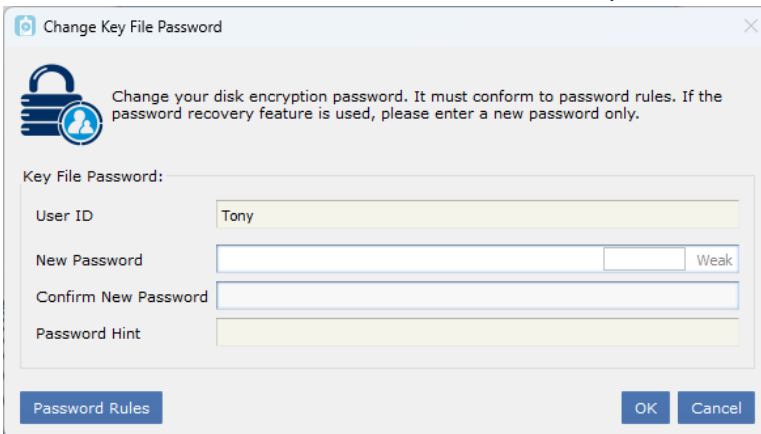 Change Key File Password
Change your disk encryption password. It must conform to password rules. If the
password recovery feature is used, please enter a new password only.
Key File Password:
User ID
Tony
New Password
Weak
Confirm New Password
Password Hint
Password Rules
OK
Cancel